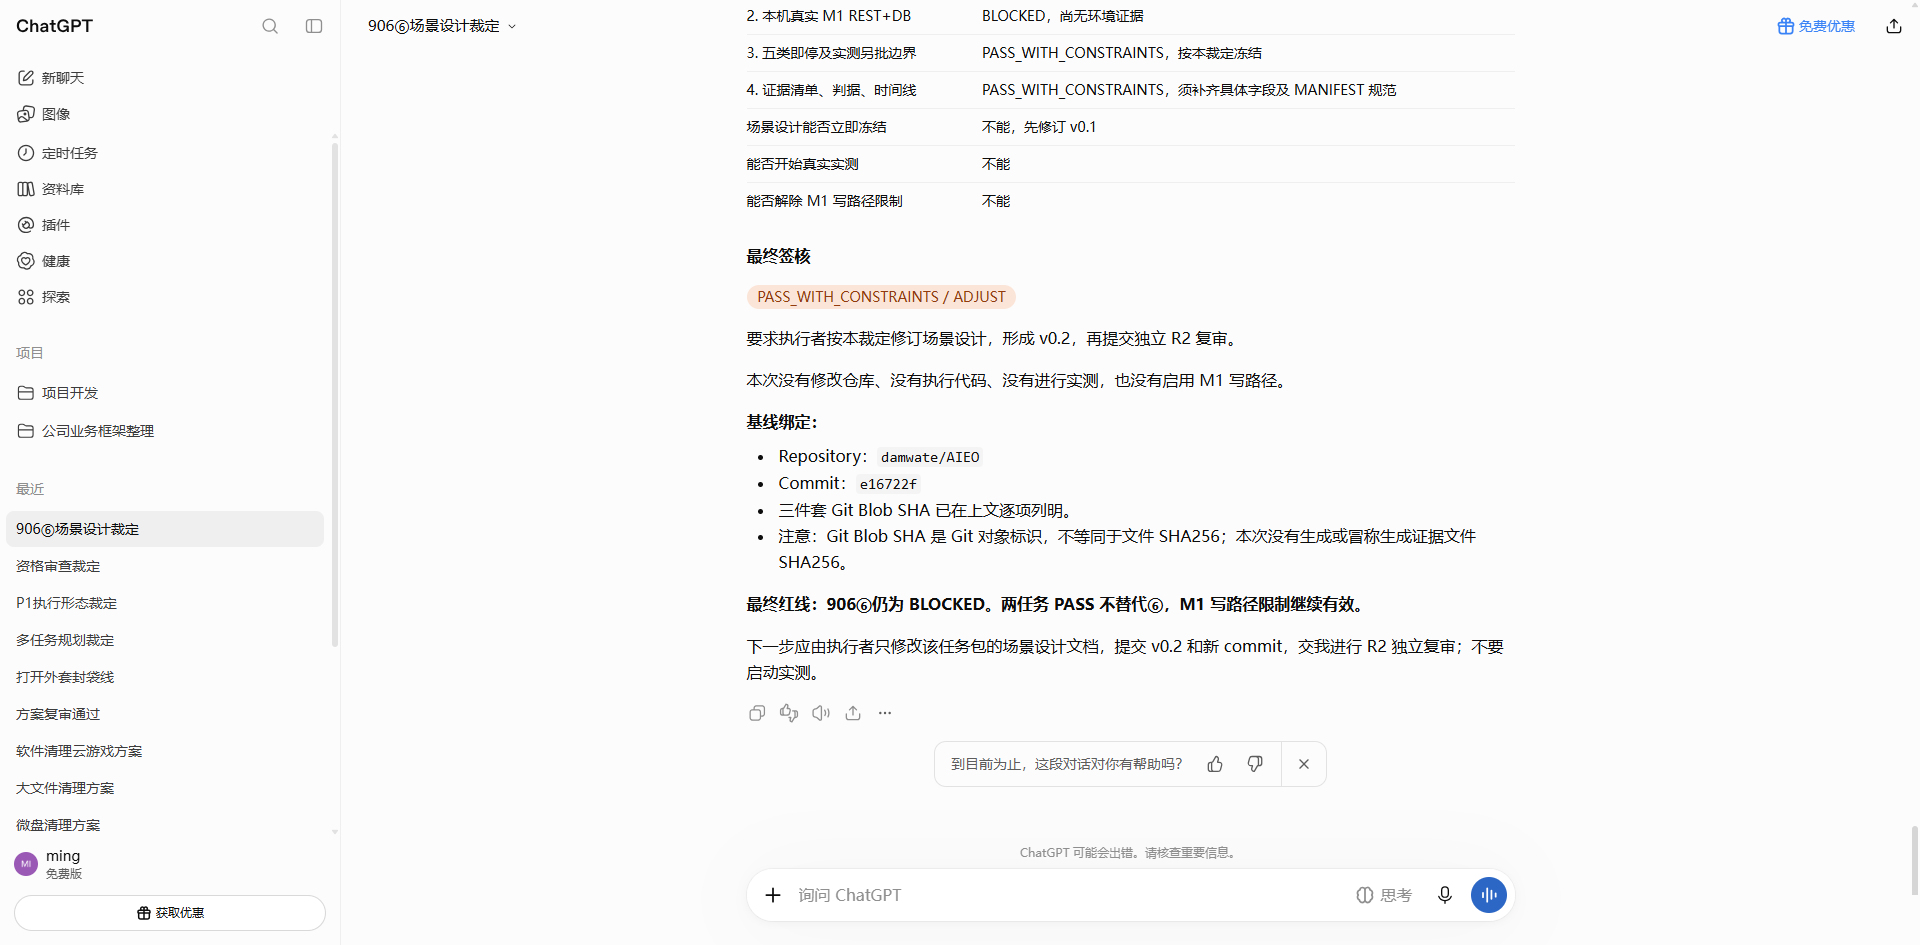 ChatGPT
新聊天
图像
定时任务
资料库
插件
健康
探索
项目
项目开发
公司业务框架整理
最近
906⑥场景设计裁定
资格审查裁定
P1执行形态裁定
多任务规划裁定
打开外套封袋线
方案复审通过
软件清理云游戏方案
大文件清理方案
微盘清理方案
MI
ming
免费版
获取优惠
906⑥场景设计裁定
免费优惠
2. 本机真实 M1 REST+DB BLOCKED，尚无环境证据
3. 五类即停及实测另批边界 PASS_WITH_CONSTRAINTS，按本裁定冻结
4. 证据清单、判据、时间线 PASS_WITH_CONSTRAINTS，须补齐具体字段及 MANIFEST 规范
场景设计能否立即冻结 不能，先修订 v0.1
能否开始真实实测 不能
能否解除 M1 写路径限制 不能
最终签核
PASS_WITH_CONSTRAINTS / ADJUST
要求执行者按本裁定修订场景设计，形成 v0.2，再提交独立 R2 复审。
本次没有修改仓库、没有执行代码、没有进行实测，也没有启用 M1 写路径。
基线绑定：
• Repository： damwate/AIEO
• Commit： e16722f
• 三件套 Git Blob SHA 已在上文逐项列明。
• 注意：Git Blob SHA 是 Git 对象标识，不等同于文件 SHA256；本次没有生成或冒称生成证据文件
SHA256。
最终红线：906⑥仍为 BLOCKED。两任务 PASS 不替代⑥，M1 写路径限制继续有效。
下一步应由执行者只修改该任务包的场景设计文档，提交 v0.2 和新 commit，交我进行 R2 独立复审；不要
启动实测。
到目前为止，这段对话对你有帮助吗？
ChatGPT 可能会出错。请核查重要信息。
询问 ChatGPT
思考